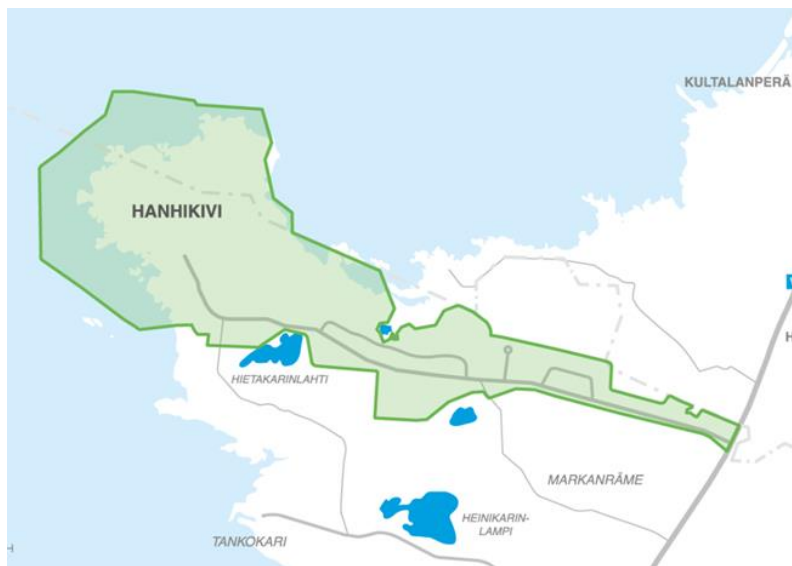 KULTALANPERÄ
HANHIKIVI
HIETAKARINLAHTI
MARKANRÄME
HEINIKARIN-
LAMPI
TANKOKARI